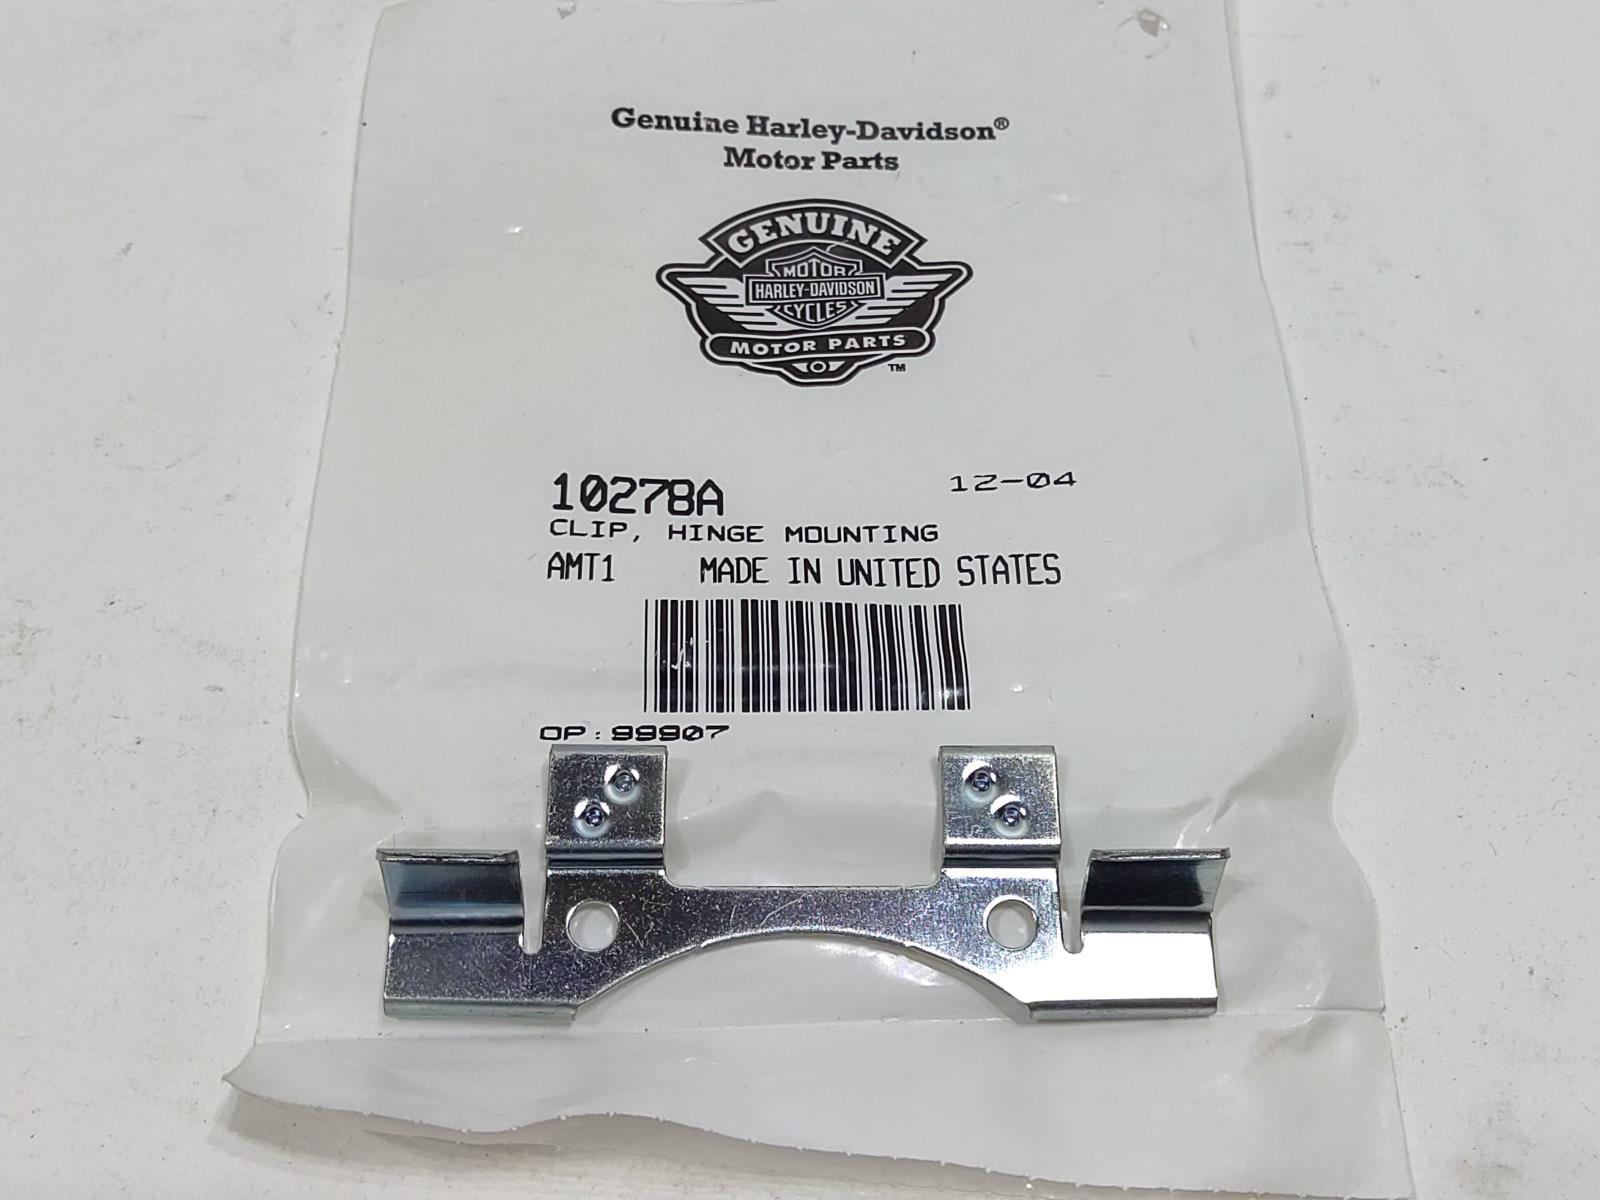 Genuine Harley-Davidson®
Motor Parts
GENUINE
MOTOR
HARLEY-DAVIDSON
CYCLES
MOTOR PARTS
™
10278A 12-04
CLIP, HINGE MOUNTING
AMT1 MADE IN UNITED STATES
OP: 99907